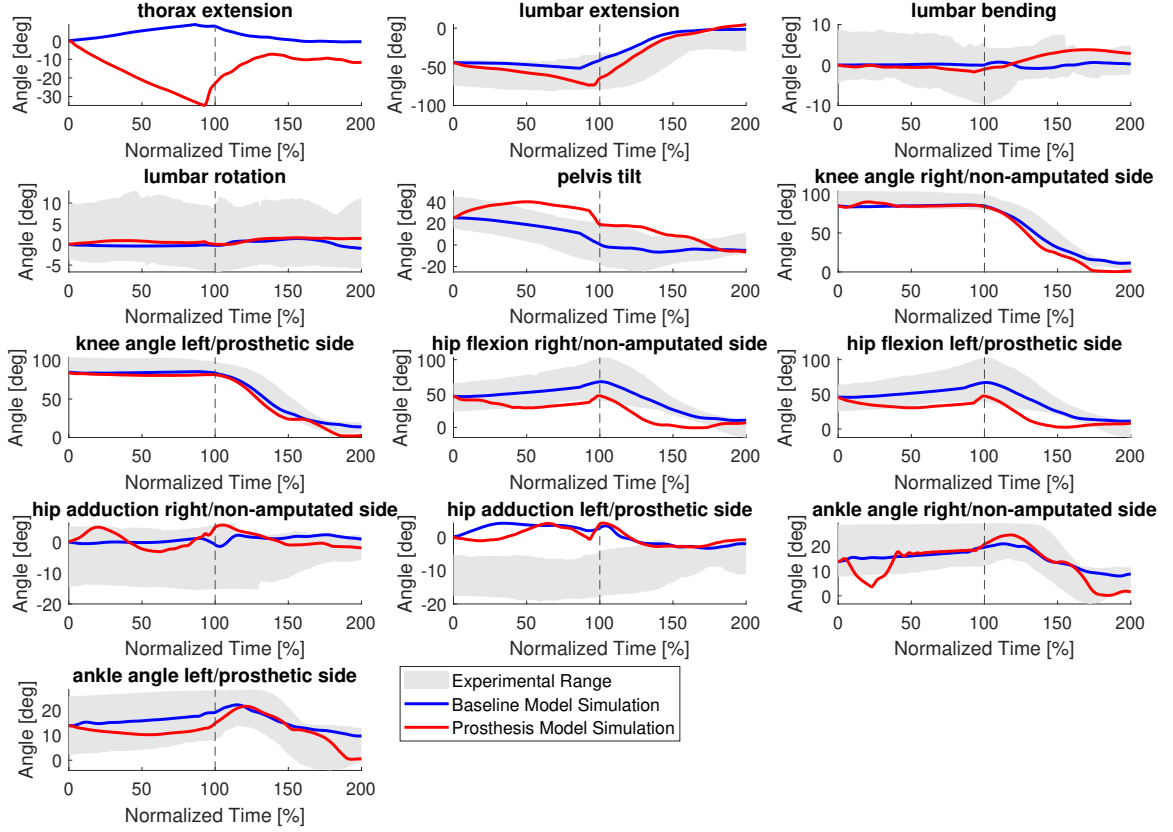 thorax extension
Angle [deg]
10
0
-10
-20
-30
0 50 100 150 200
Normalized Time [%]
lumbar extension
Angle [deg]
0
-50
-100
0 50 100 150 200
Normalized Time [%]
lumbar bending
Angle [deg]
10
0
-10
0 50 100 150 200
Normalized Time [%]
lumbar rotation
Angle [deg]
10
5
0
-5
0 50 100 150 200
Normalized Time [%]
pelvis tilt
Angle [deg]
40
20
0
-20
0 50 100 150 200
Normalized Time [%]
knee angle right/non-amputated side
Angle [deg]
100
50
0
0 50 100 150 200
Normalized Time [%]
knee angle left/prosthetic side
Angle [deg]
100
50
0
0 50 100 150 200
Normalized Time [%]
hip flexion right/non-amputated side
Angle [deg]
100
50
0
0 50 100 150 200
Normalized Time [%]
hip flexion left/prosthetic side
Angle [deg]
100
50
0
0 50 100 150 200
Normalized Time [%]
hip adduction right/non-amputated side
Angle [deg]
0
-10
-20
0 50 100 150 200
Normalized Time [%]
hip adduction left/prosthetic side
Angle [deg]
0
-10
-20
0 50 100 150 200
Normalized Time [%]
ankle angle right/non-amputated side
Angle [deg]
20
10
0
0 50 100 150 200
Normalized Time [%]
ankle angle left/prosthetic side
Angle [deg]
20
10
0
0 50 100 150 200
Normalized Time [%]
Experimental Range
Baseline Model Simulation
Prosthesis Model Simulation